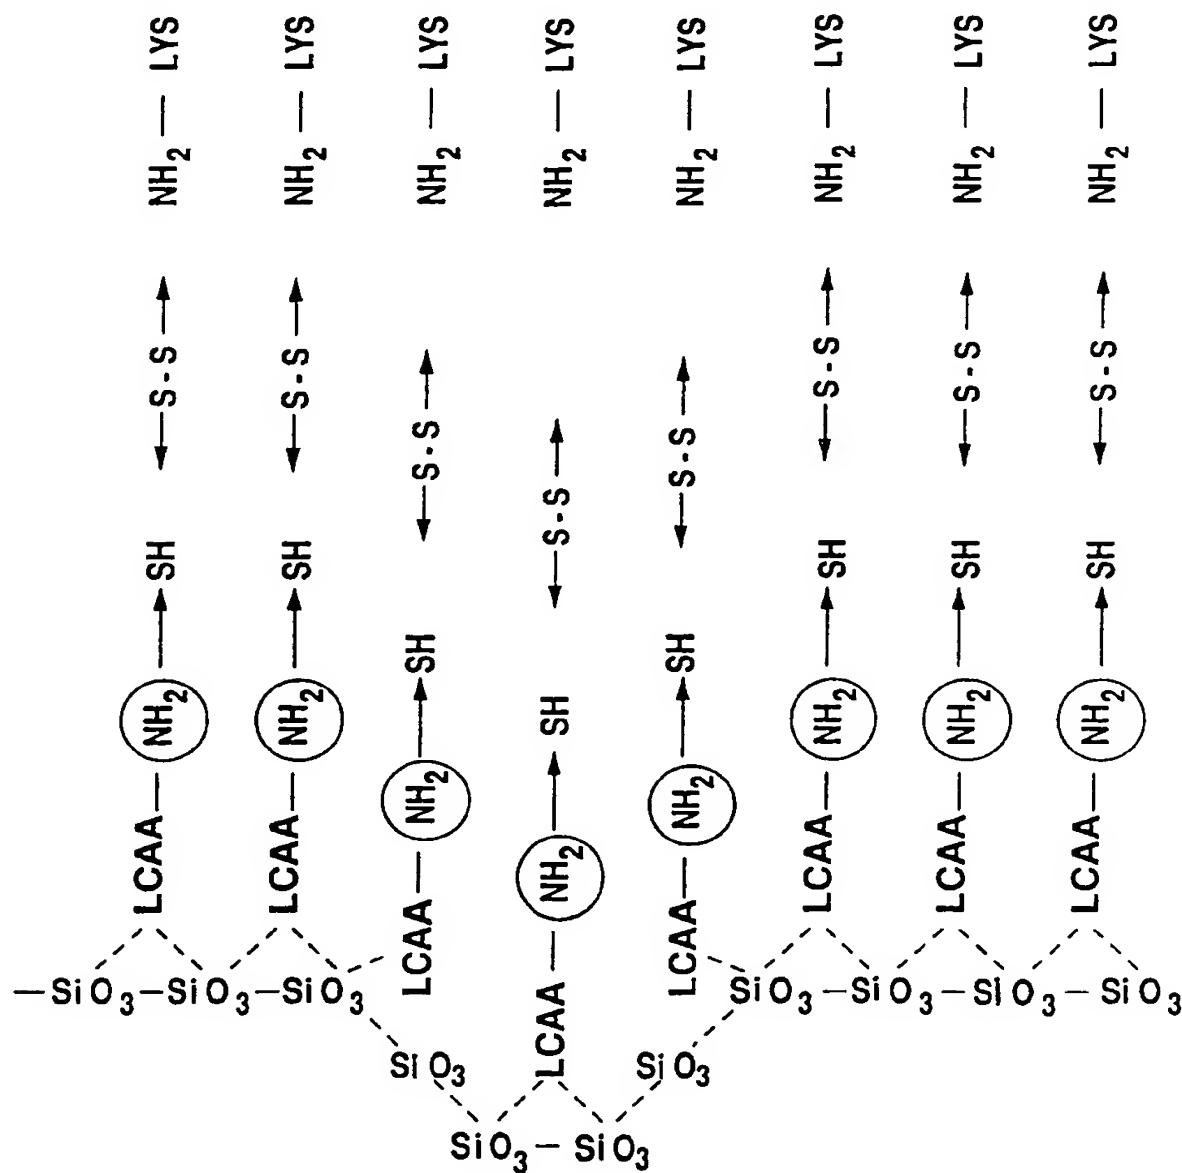 LCAA—NH₂→SH ←S-S→ NH₂ — LYS
LCAA—NH₂→SH ←S-S→ NH₂ — LYS
LCAA—NH₂→SH ←S-S→ NH₂ — LYS
LCAA—NH₂→SH ←S-S→ NH₂ — LYS
LCAA—NH₂→SH ←S-S→ NH₂ — LYS
LCAA—NH₂→SH ←S-S→ NH₂ — LYS
LCAA—NH₂→SH ←S-S→ NH₂ — LYS
LCAA—NH₂→SH ←S-S→ NH₂ — LYS
—SiO₃—SiO₃—SiO₃
SiO₃—SiO₃—SiO₃—SiO₃
SiO₃
SiO₃
SiO₃—SiO₃